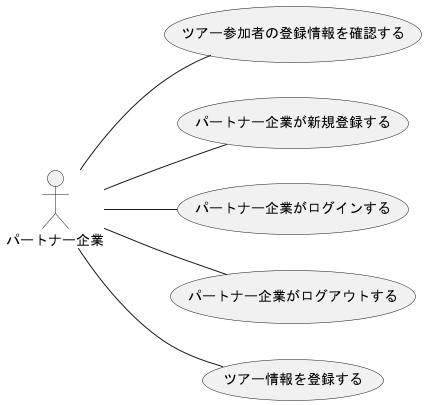 ツアー参加者の登録情報を確認する
パートナー企業が新規登録する
パートナー企業がログインする
パートナー企業
パートナー企業がログアウトする
ツアー情報を登録する